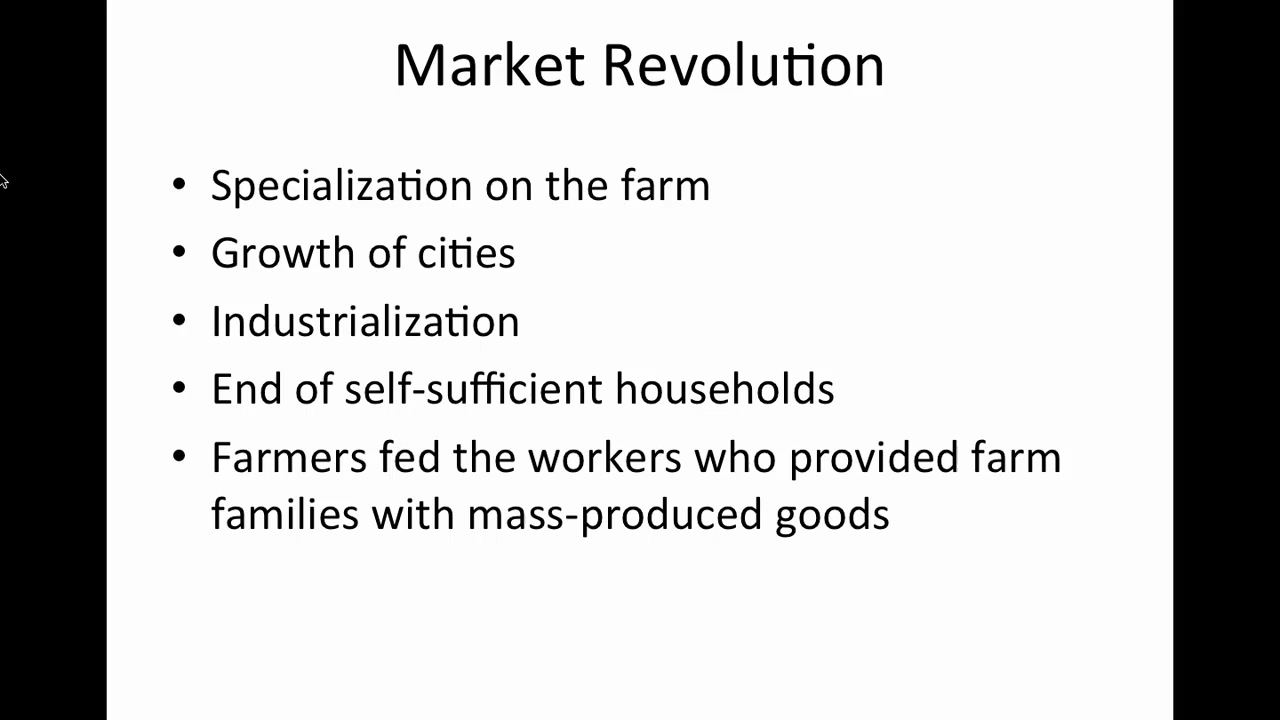 Market Revolution
• Specialization on the farm
• Growth of cities
• Industrialization
• End of self-sufficient households
• Farmers fed the workers who provided farm
families with mass-produced goods